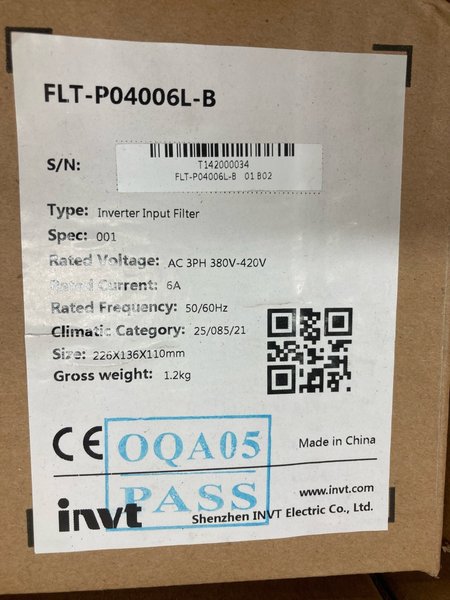 FLT-P04006L-B
S/N:
T142000034
FLT-P04006L-B 01 B02
Type: Inverter Input Filter
Spec: 001
Rated Voltage: AC 3PH 380V-420V
Rated Current: 6A
Rated Frequency: 50/60Hz
Climatic Category: 25/085/21
Size: 226X136X110mm
Gross weight: 1.2kg
CE
OQA05
PASS
Made in China
www.invt.com
invt
Shenzhen INVT Electric Co., Ltd.